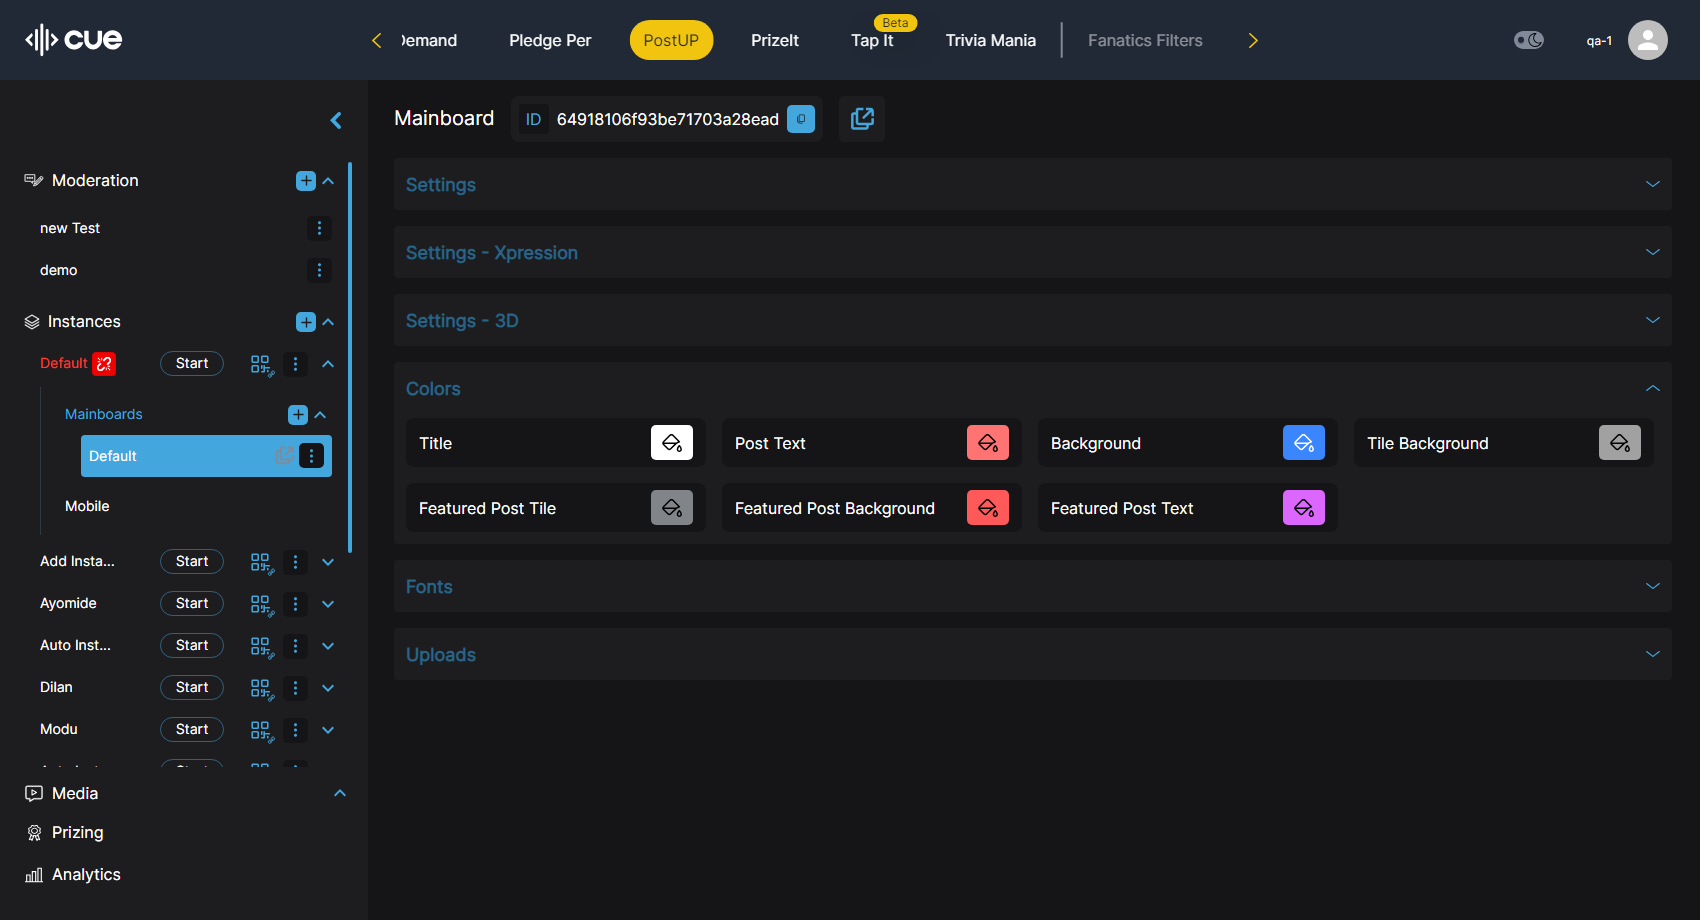 cue
Demand
Pledge Per
PostUP
PrizeIt
Beta
Tap It
Trivia Mania
Fanatics Filters
qa-1
Moderation
new Test
demo
Instances
Default Start
Mainboards
Default
Mobile
Add Insta... Start
Ayomide Start
Auto Inst... Start
Dilan Start
Modu Start
Media
Prizing
Analytics
Mainboard ID 64918106f93be71703a28ead
Settings
Settings - Xpression
Settings - 3D
Colors
Title Post Text Background Tile Background
Featured Post Tile Featured Post Background Featured Post Text
Fonts
Uploads